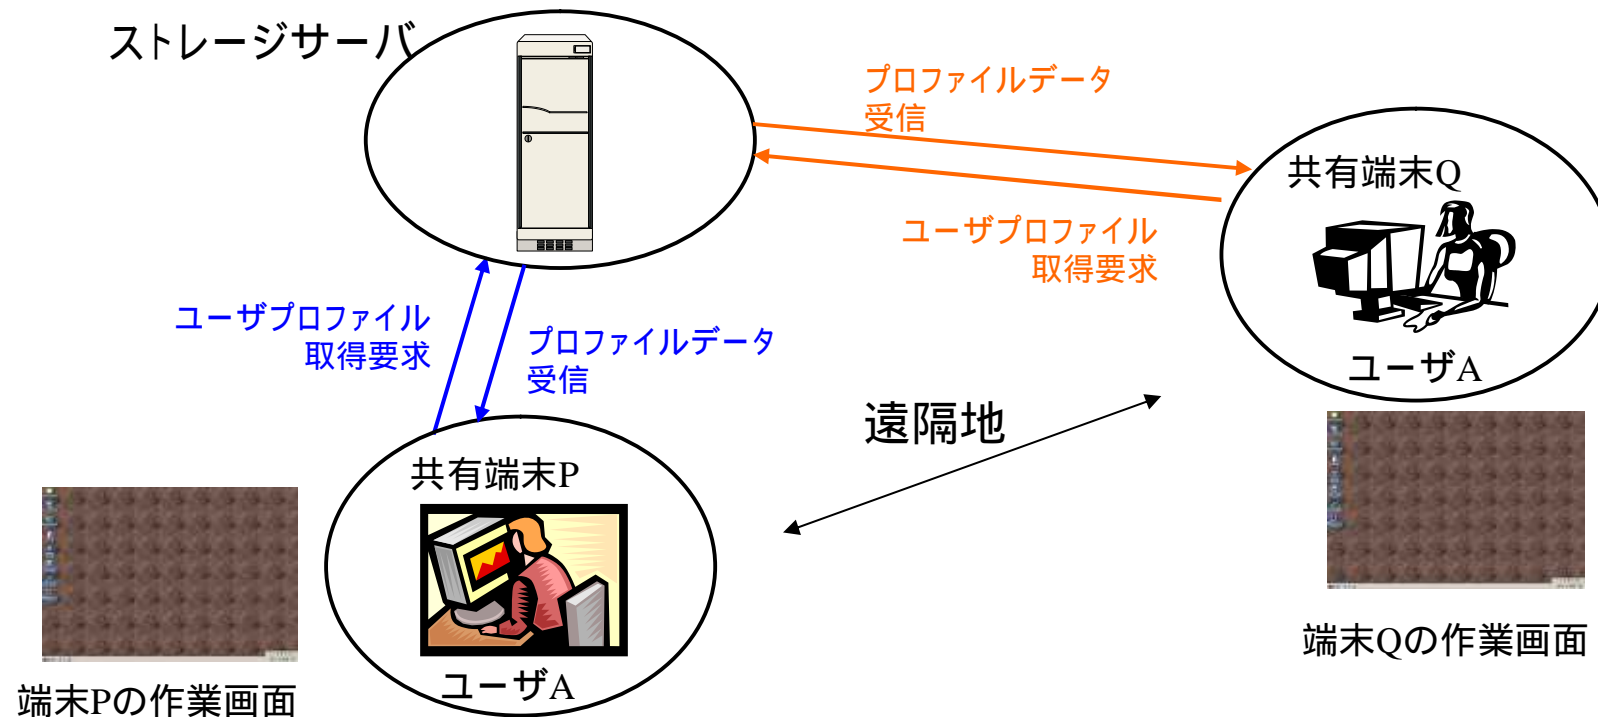 ストレージサーバ
プロファイルデータ
受信
共有端末Q
ユーザプロファイル
取得要求
ユーザA
ユーザプロファイル
取得要求
プロファイルデータ
受信
遠隔地
共有端末P
ユーザA
端末Pの作業画面
端末Qの作業画面